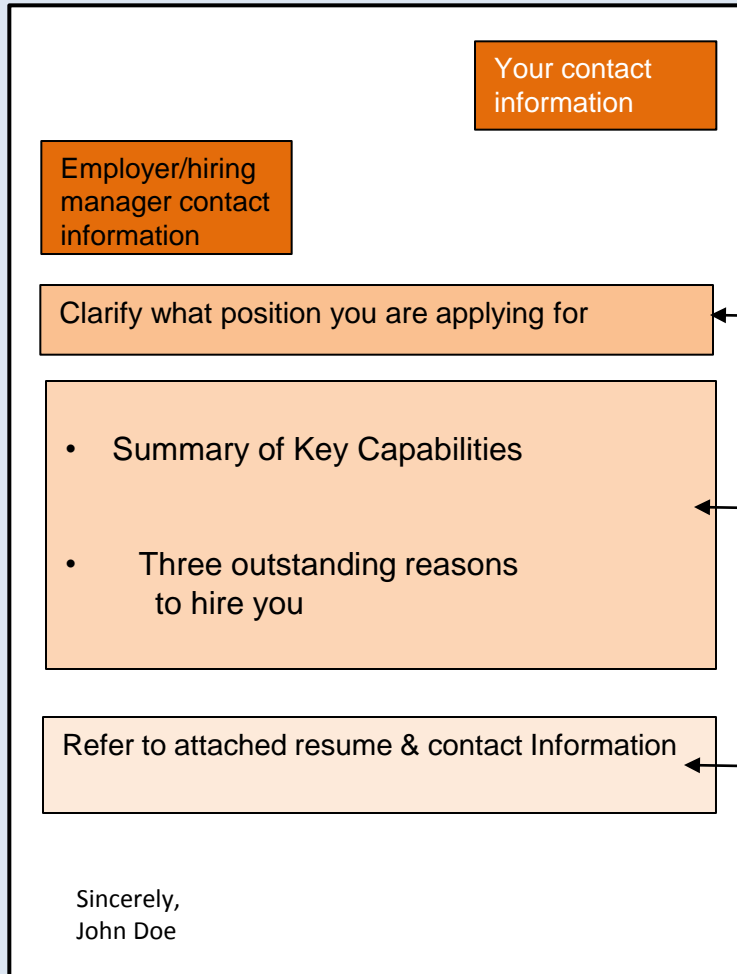 Your contact
information
Employer/hiring
manager contact
information
Clarify what position you are applying for
• Summary of Key Capabilities
• Three outstanding reasons
to hire you
Refer to attached resume & contact Information
Sincerely,
John Doe